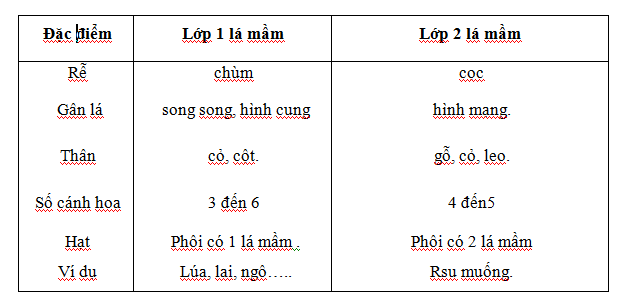 Đặc điểm Lớp 1 lá mầm Lớp 2 lá mầm
Rễ chùm cọc
Gân lá song song, hình cung hình mạng.
Thân cỏ, cột. gỗ, cỏ, leo.
Số cánh hoa 3 đến 6 4 đến5
Hạt Phôi có 1 lá mầm . Phôi có 2 lá mầm
Ví dụ Lúa, lai, ngô….. Rsu muống.